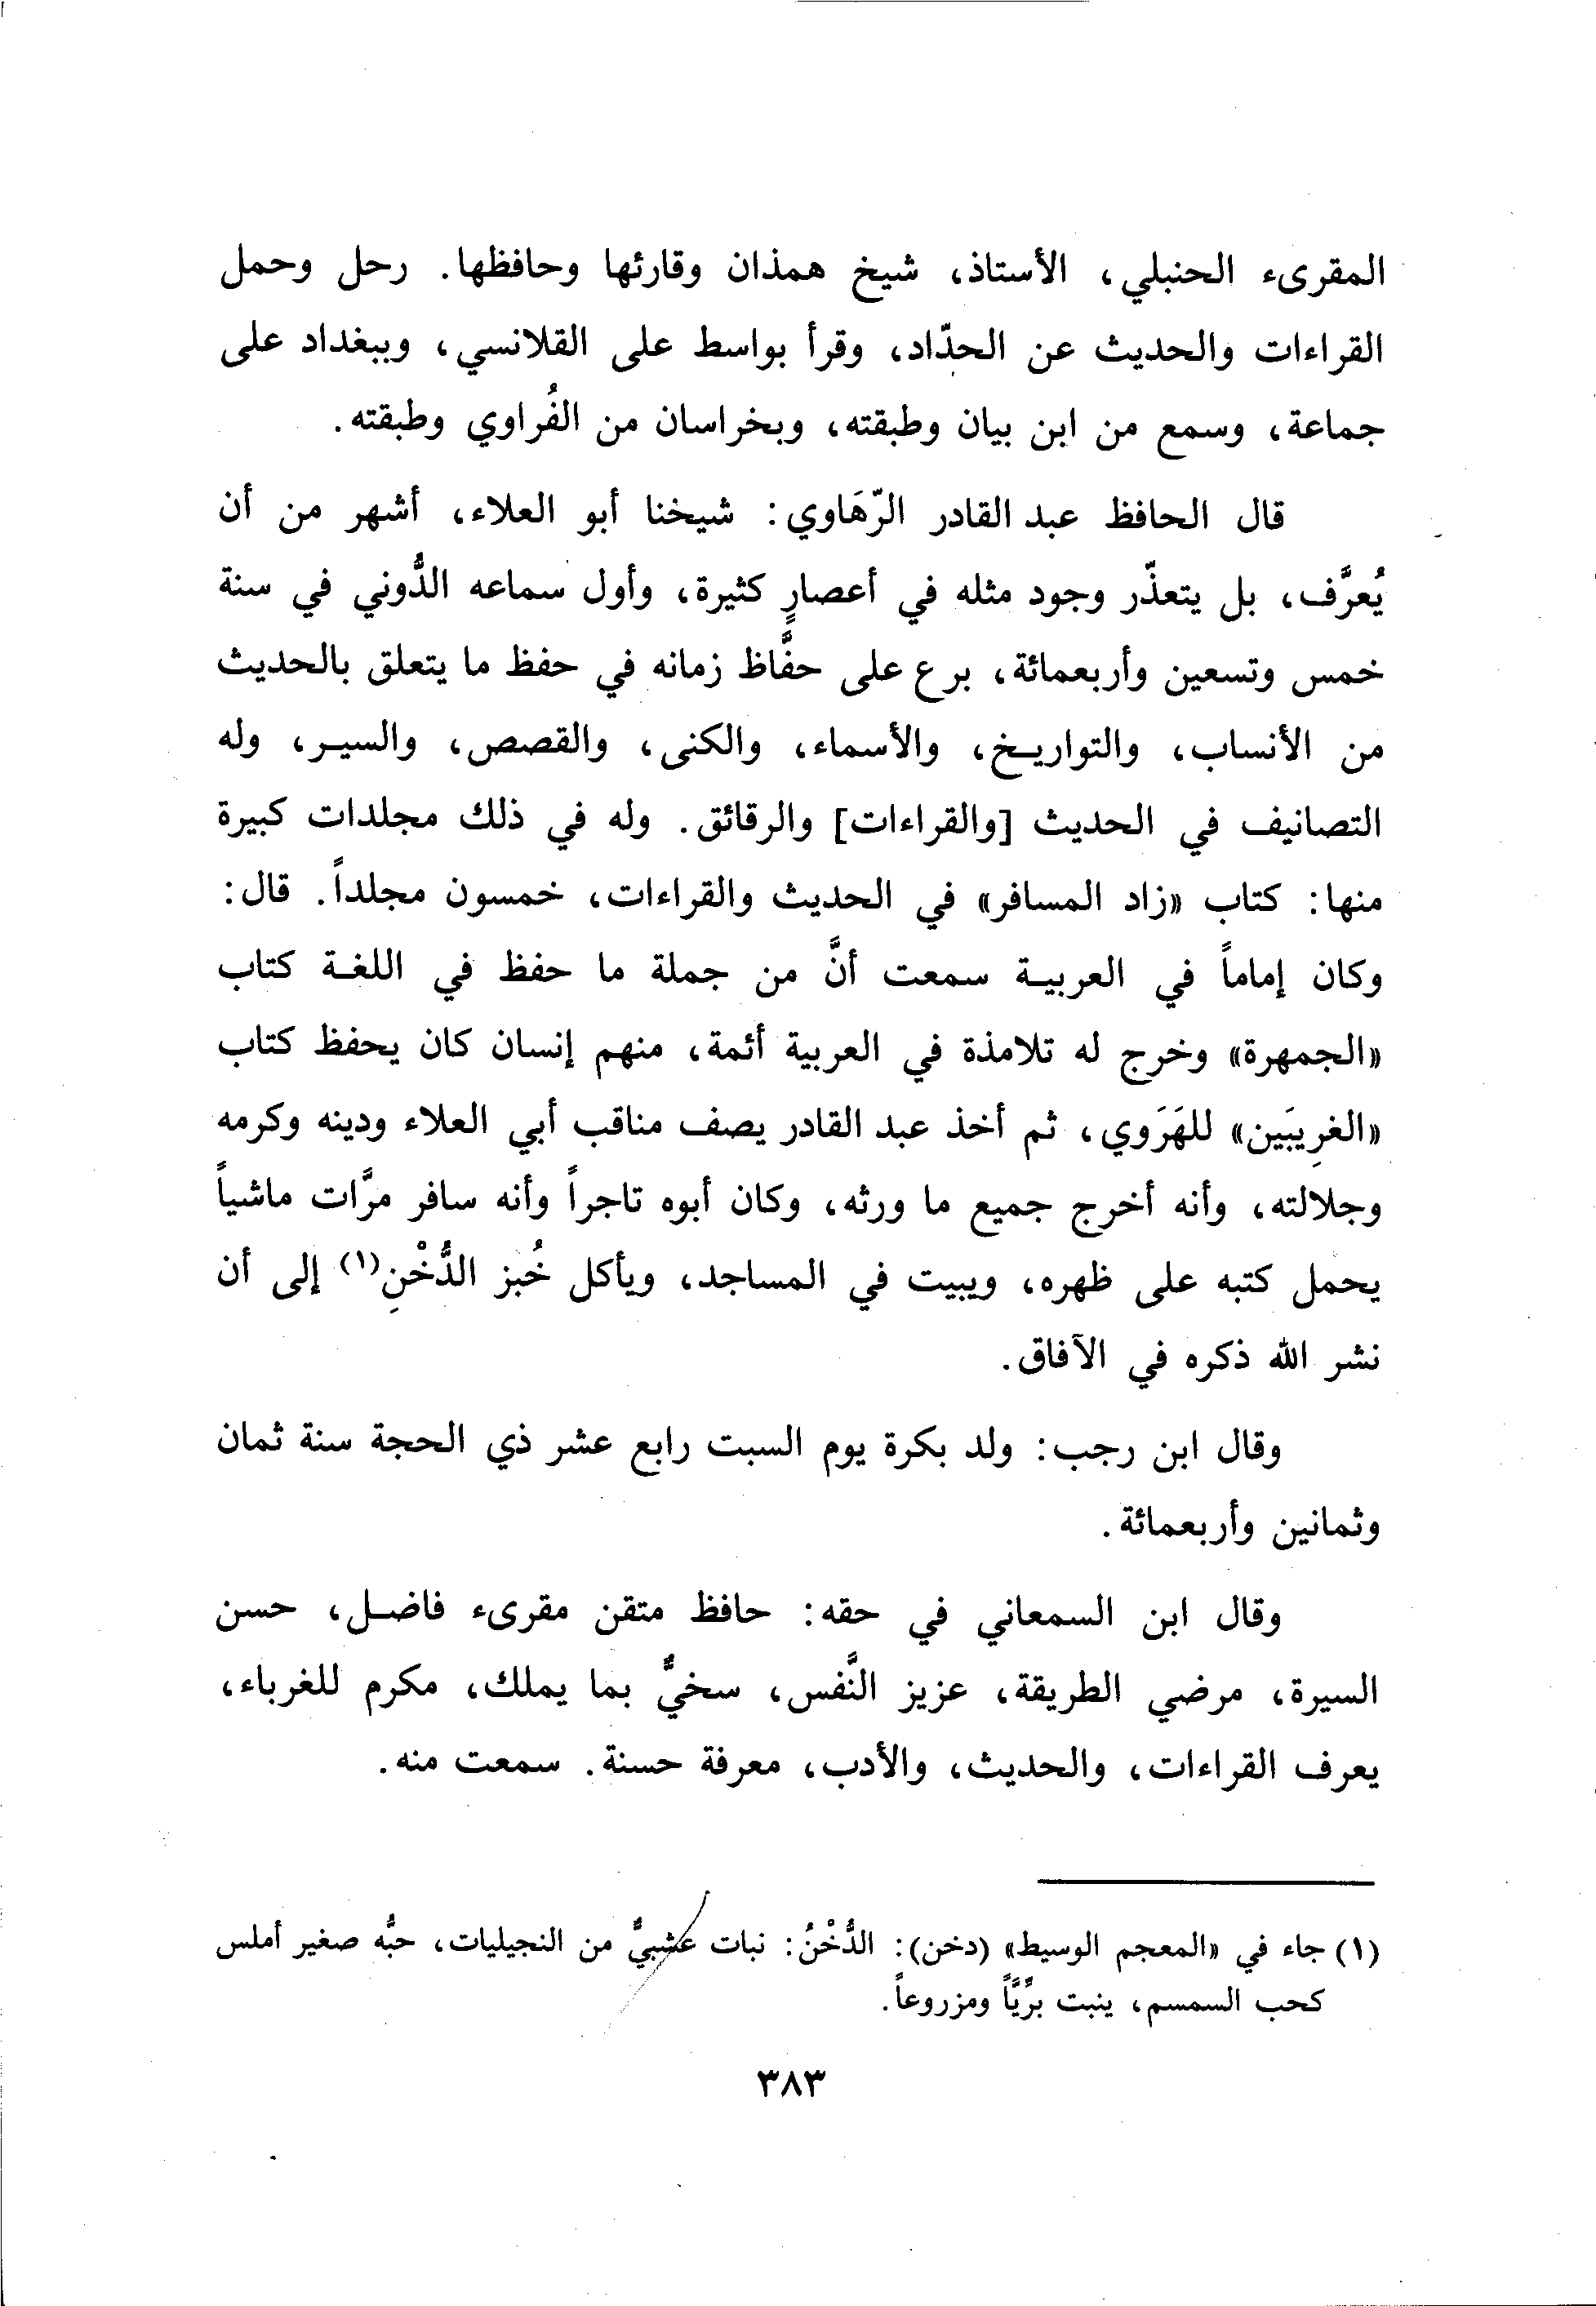 المقرىء الحنبلي، الأستاذ، شيخ همذان وقارئها وحافظها. رحل وحمل
القراءات والحديث عن الحدّاد، وقرأ بواسط على القلانسي، وببغداد على
جماعة، وسمع من ابن بيان وطبقته، وبخراسان من الفُراوي وطبقته.
قال الحافظ عبد القادر الرّهَاوي: شيخنا أبو العلاء، أشهر من أن
يُعرَّف، بل يتعذّر وجود مثله في أعصارٍ كثيرة، وأول سماعه الدُّوني في سنة
خمس وتسعين وأربعمائة، برع على حفَّاظ زمانه في حفظ ما يتعلق بالحديث
من الأنساب، والتواريخ، والأسماء، والكنى، والقصص، والسير، وله
التصانيف في الحديث [والقراءات] والرقائق. وله في ذلك مجلدات كبيرة
منها: كتاب «زاد المسافر» في الحديث والقراءات، خمسون مجلداً. قال:
وكان إماماً في العربية سمعت أنَّ من جملة ما حفظ في اللغة كتاب
«الجمهرة» وخرج له تلامذة في العربية أئمة، منهم إنسان كان يحفظ كتاب
«الغرِيبَين» للهَرَوي، ثم أخذ عبد القادر يصف مناقب أبي العلاء ودينه وكرمه
وجلالته، وأنه أخرج جميع ما ورثه، وكان أبوه تاجراً وأنه سافر مرَّات ماشياً
يحمل كتبه على ظهره، ويبيت في المساجد، ويأكل خُبز الدُّخْنِ(١) إلى أن
نشر الله ذكره في الآفاق.
وقال ابن رجب: ولد بكرة يوم السبت رابع عشر ذي الحجة سنة ثمان
وثمانين وأربعمائة.
وقال ابن السمعاني في حقه: حافظ متقن مقرىء فاضل، حسن
السيرة، مرضي الطريقة، عزيز النَّفس، سخيٌّ بما يملك، مكرم للغرباء،
يعرف القراءات، والحديث، والأدب، معرفة حسنة. سمعت منه.
(١) جاء في «المعجم الوسيط» (دخن): الدُّخْنُ: نبات عشبيٌّ من النجيليات، حبُّه صغير أملس
كحب السمسم، ينبت برِّيَّاً ومزروعاً.
٣٨٣